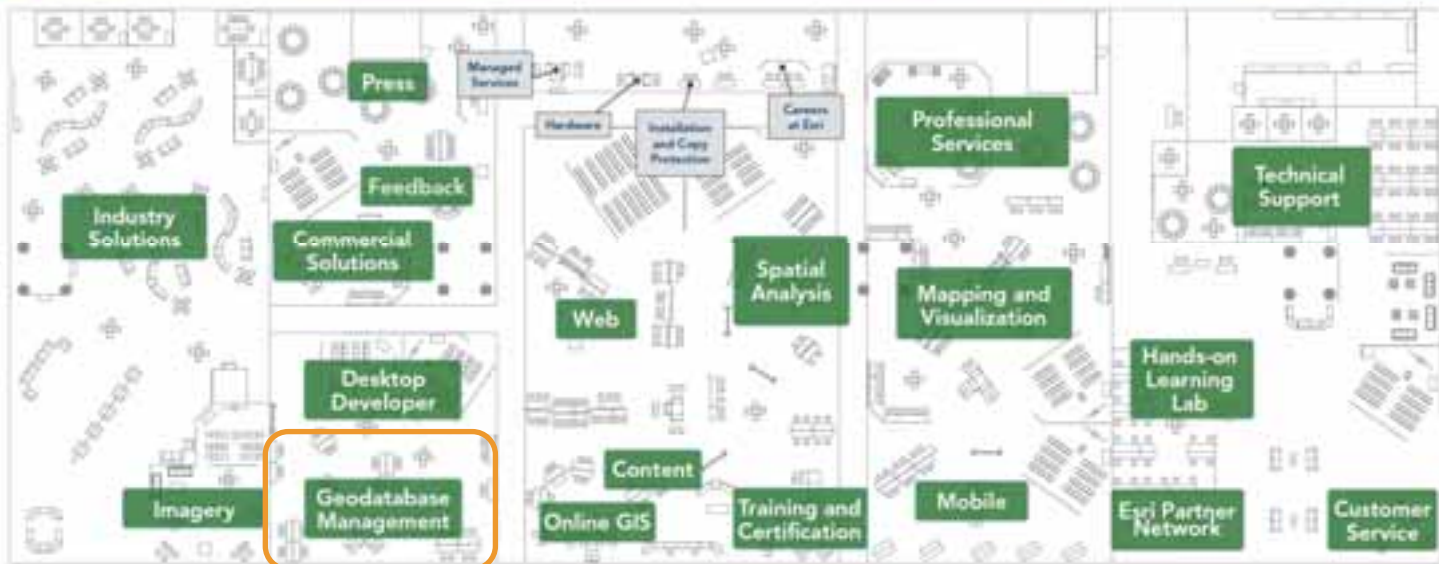 Press
Managed
Services
Hardware
Installation
and Copy
Protection
Careers
at Esri
Professional
Services
Technical
Support
Feedback
Industry
Solutions
Commercial
Solutions
Spatial
Analysis
Web
Mapping and
Visualization
Desktop
Developer
Hands-on
Learning
Lab
Content
Imagery
Geodatabase
Management
Online GIS
Training and
Certification
Mobile
Esri Partner
Network
Customer
Service